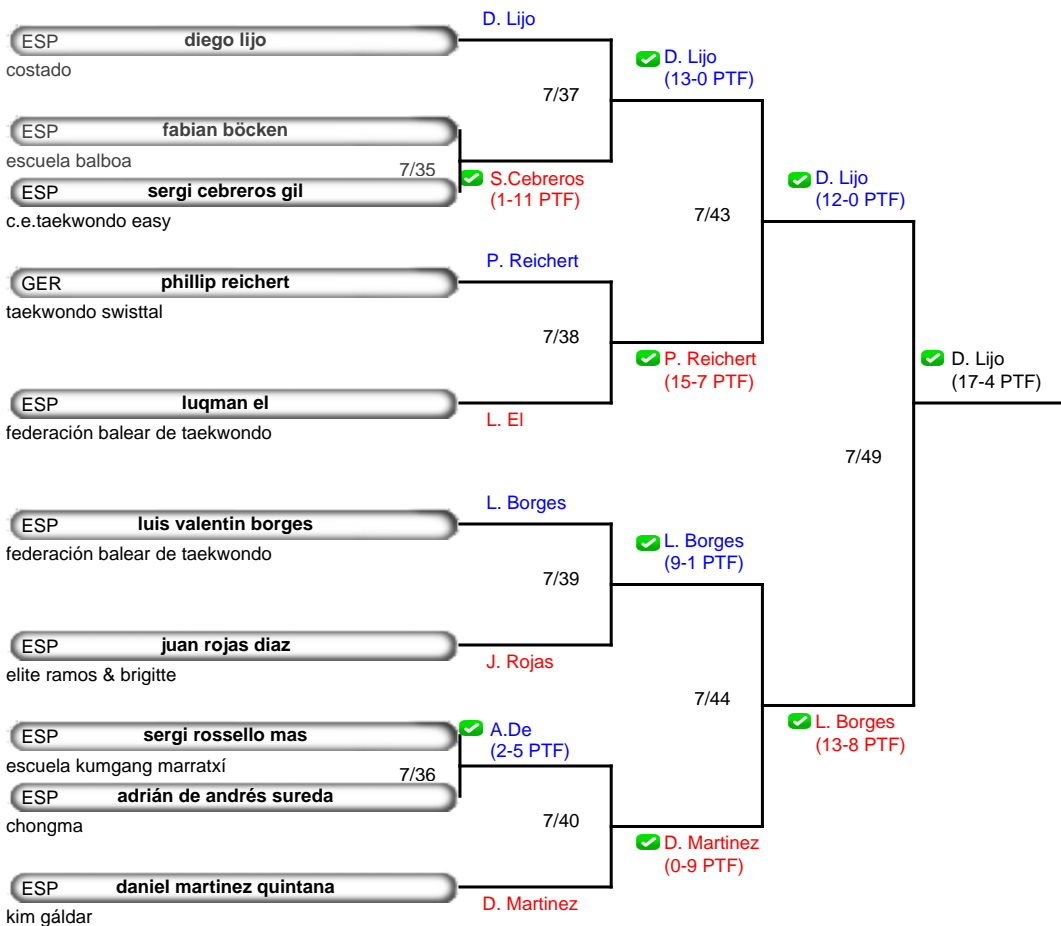 D. Lijo
ESP diego lijo
costado
D. Lijo
(13-0 PTF)
7/37
ESP fabian böcken
escuela balboa
7/35
ESP sergi cebreros gil
c.e.taekwondo easy
S.Cebreros
(1-11 PTF)
D. Lijo
(12-0 PTF)
7/43
P. Reichert
GER phillip reichert
taekwondo swisttal
7/38
P. Reichert
(15-7 PTF)
D. Lijo
(17-4 PTF)
ESP luqman el
federación balear de taekwondo
L. El
7/49
L. Borges
ESP luis valentin borges
federación balear de taekwondo
L. Borges
(9-1 PTF)
7/39
ESP juan rojas diaz
elite ramos & brigitte
J. Rojas
7/44
ESP sergi rossello mas
escuela kumgang marratxí
A.De
(2-5 PTF)
L. Borges
(13-8 PTF)
7/36
ESP adrián de andrés sureda
chongma
7/40
D. Martinez
(0-9 PTF)
ESP daniel martinez quintana
kim gáldar
D. Martinez